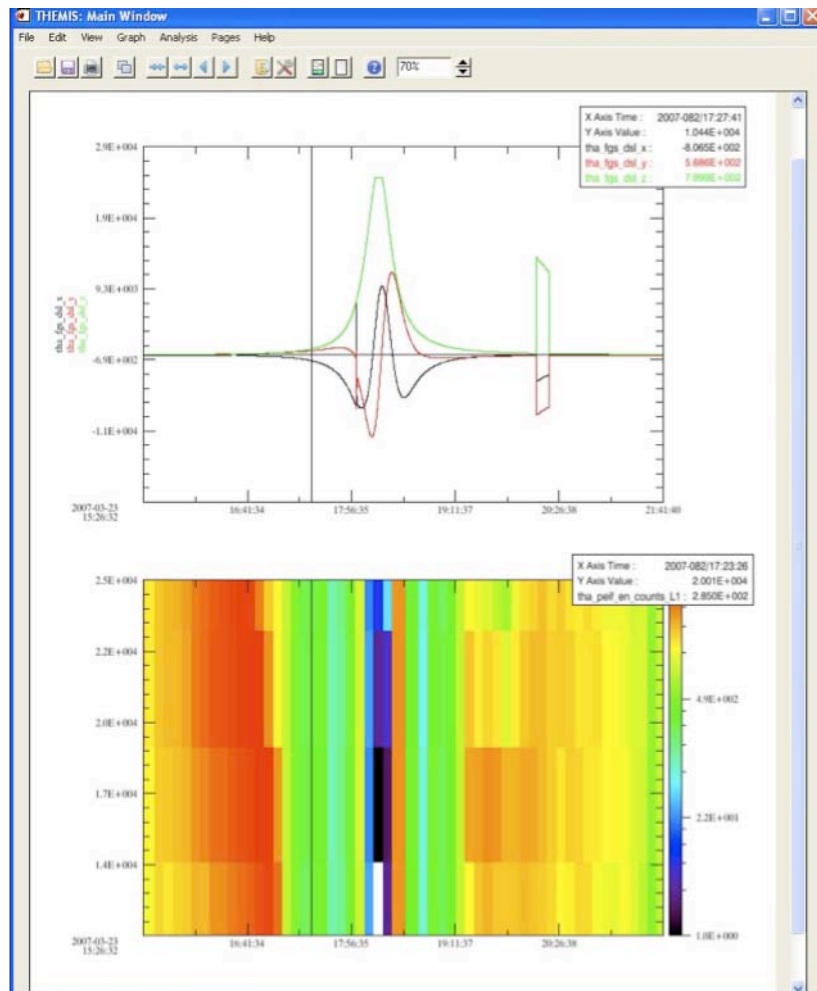 THEMIS: Main Window
File Edit View Graph Analysis Pages Help
70%
X Axis Time : 2007-082/17:27:41
Y Axis Value : 1.044E+004
tha_fgs_dsl_x : -8.065E+002
tha_fgs_dsl_y : 5.686E+002
tha_fgs_dsl_z : 7.999E+002
2.9E+004
1.9E+004
9.3E+003
-6.9E+002
-1.1E+004
tha_fgs_dsl_x
tha_fgs_dsl_y
tha_fgs_dsl_z
2007-03-23
15:26:32
16:41:34 17:56:35 19:11:37 20:26:38 21:41:40
X Axis Time : 2007-082/17:23:26
Y Axis Value : 2.001E+004
tha_peif_en_counts_L1 : 2.850E+002
2.5E+004
2.2E+004
2.0E+004
1.7E+004
1.4E+004
4.9E+002
2.2E+001
1.0E+000
2007-03-23
15:26:32
16:41:34 17:56:35 19:11:37 20:26:38